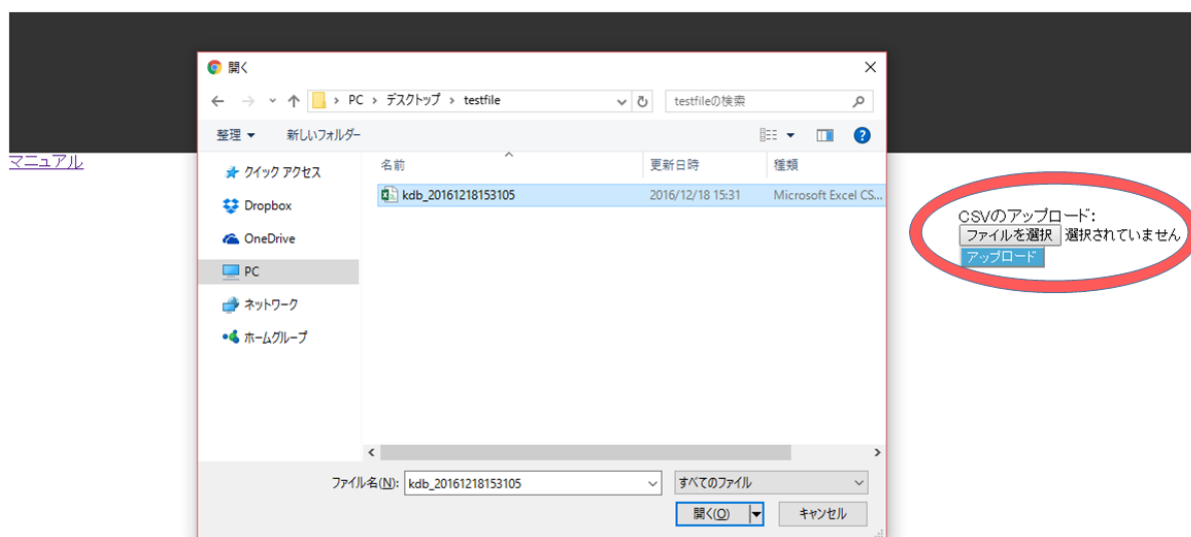 開く
PC > デスクトップ > testfile
testfileの検索
整理
新しいフォルダー
マニュアル
クイック アクセス
Dropbox
OneDrive
PC
ネットワーク
ホームグループ
名前
更新日時
種類
kdb_20161218153105
2016/12/18 15:31
Microsoft Excel CS...
CSVのアップロード:
ファイルを選択 選択されていません
アップロード
ファイル名(N): kdb_20161218153105
すべてのファイル
開く(O)
キャンセル